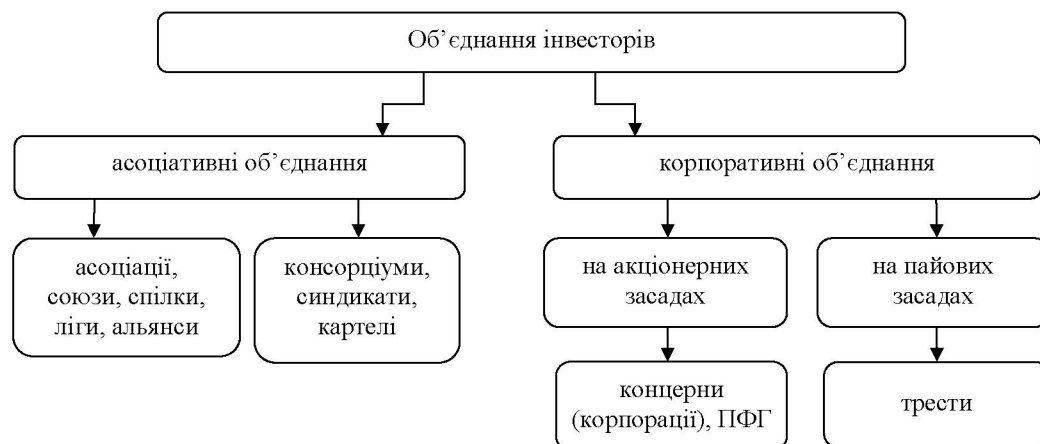 Об’єднання інвесторів
асоціативні об’єднання
корпоративні об’єднання
асоціації,
союзи, спілки,
ліги, альянси
консорціуми,
синдикати,
картелі
на акціонерних
засадах
на пайових
засадах
концерни
(корпорації), ПФГ
трести